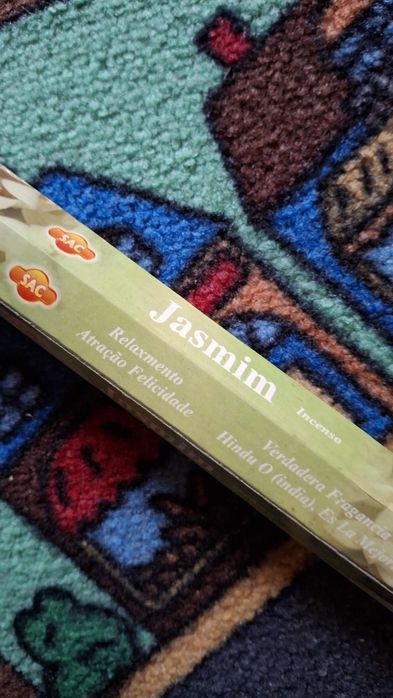 SAC
SAC
Jasmim
Incenso
Relaxmento
Atração Felicidade
Verdadera Fragancia
Hindu O (india), Es La Mejor